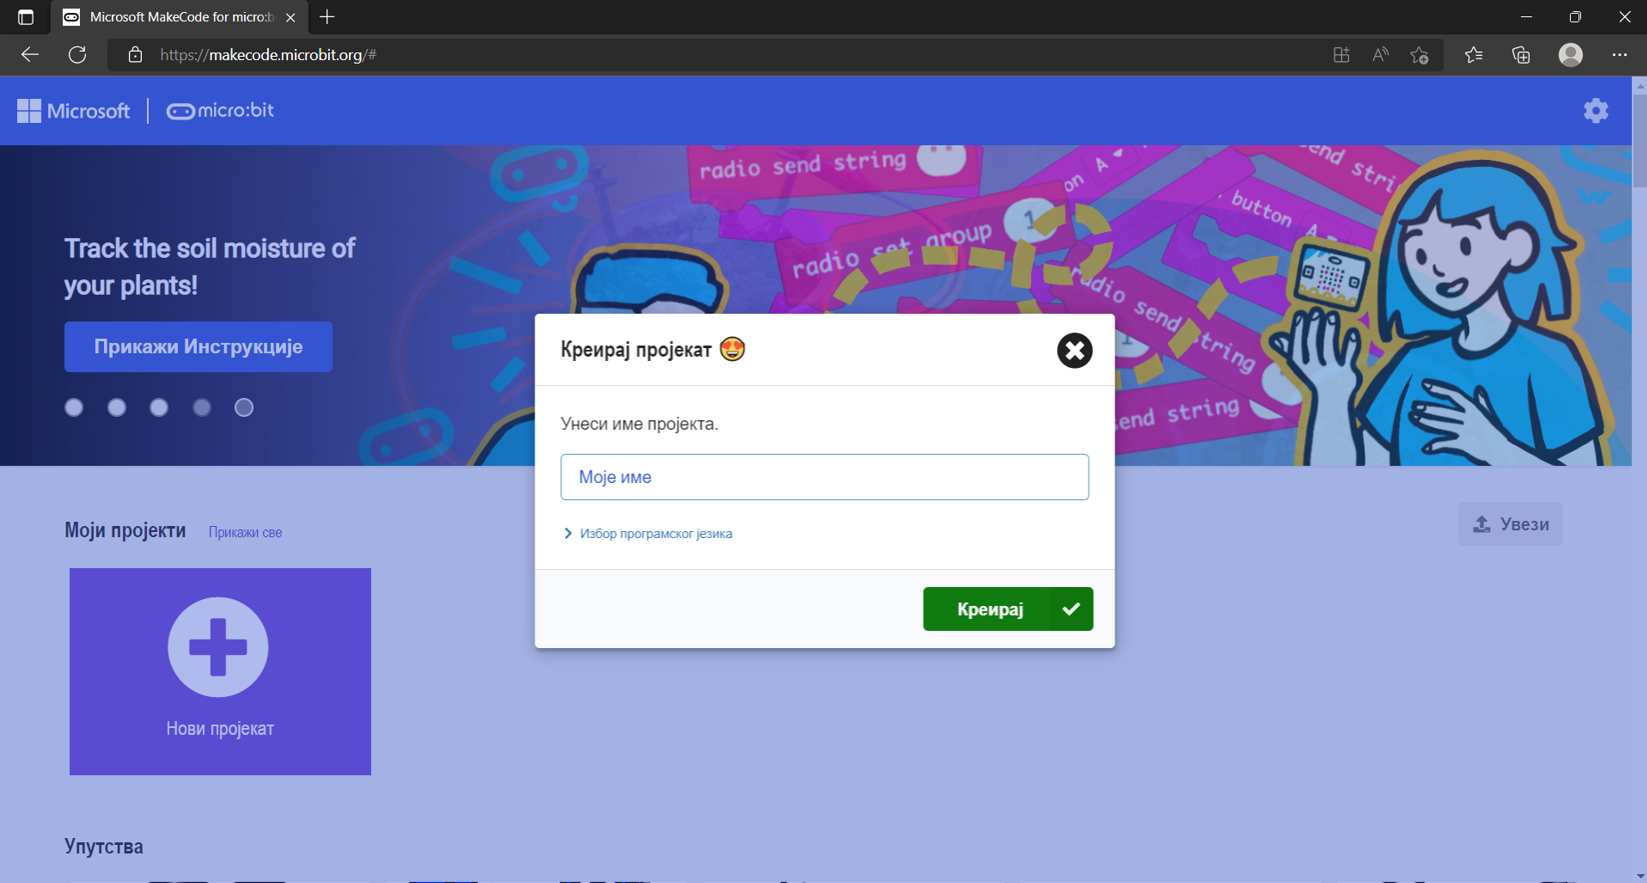 Microsoft MakeCode for micro:b
https://makecode.microbit.org/#
Microsoft | micro:bit
radio send string
radio set group 1
on A
end stri
button A
radio send string
send string
Track the soil moisture of
your plants!
Прикажи Инструкције
Креирај пројекат 😍
Унеси име пројекта.
Моје име
Избор програмског језика
Креирај
Моји пројекти Прикажи све
Увези
Нови пројекат
Упутства